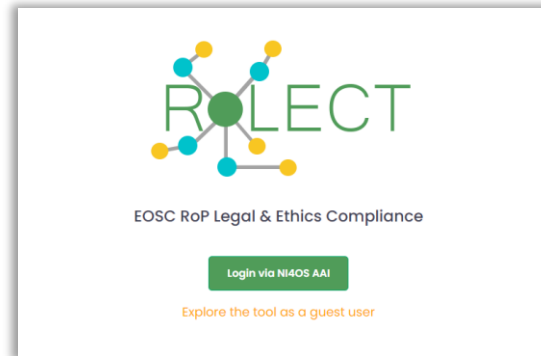 ROLECT
EOSC RoP Legal & Ethics Compliance
Login via NI4OS AAI
Explore the tool as a guest user